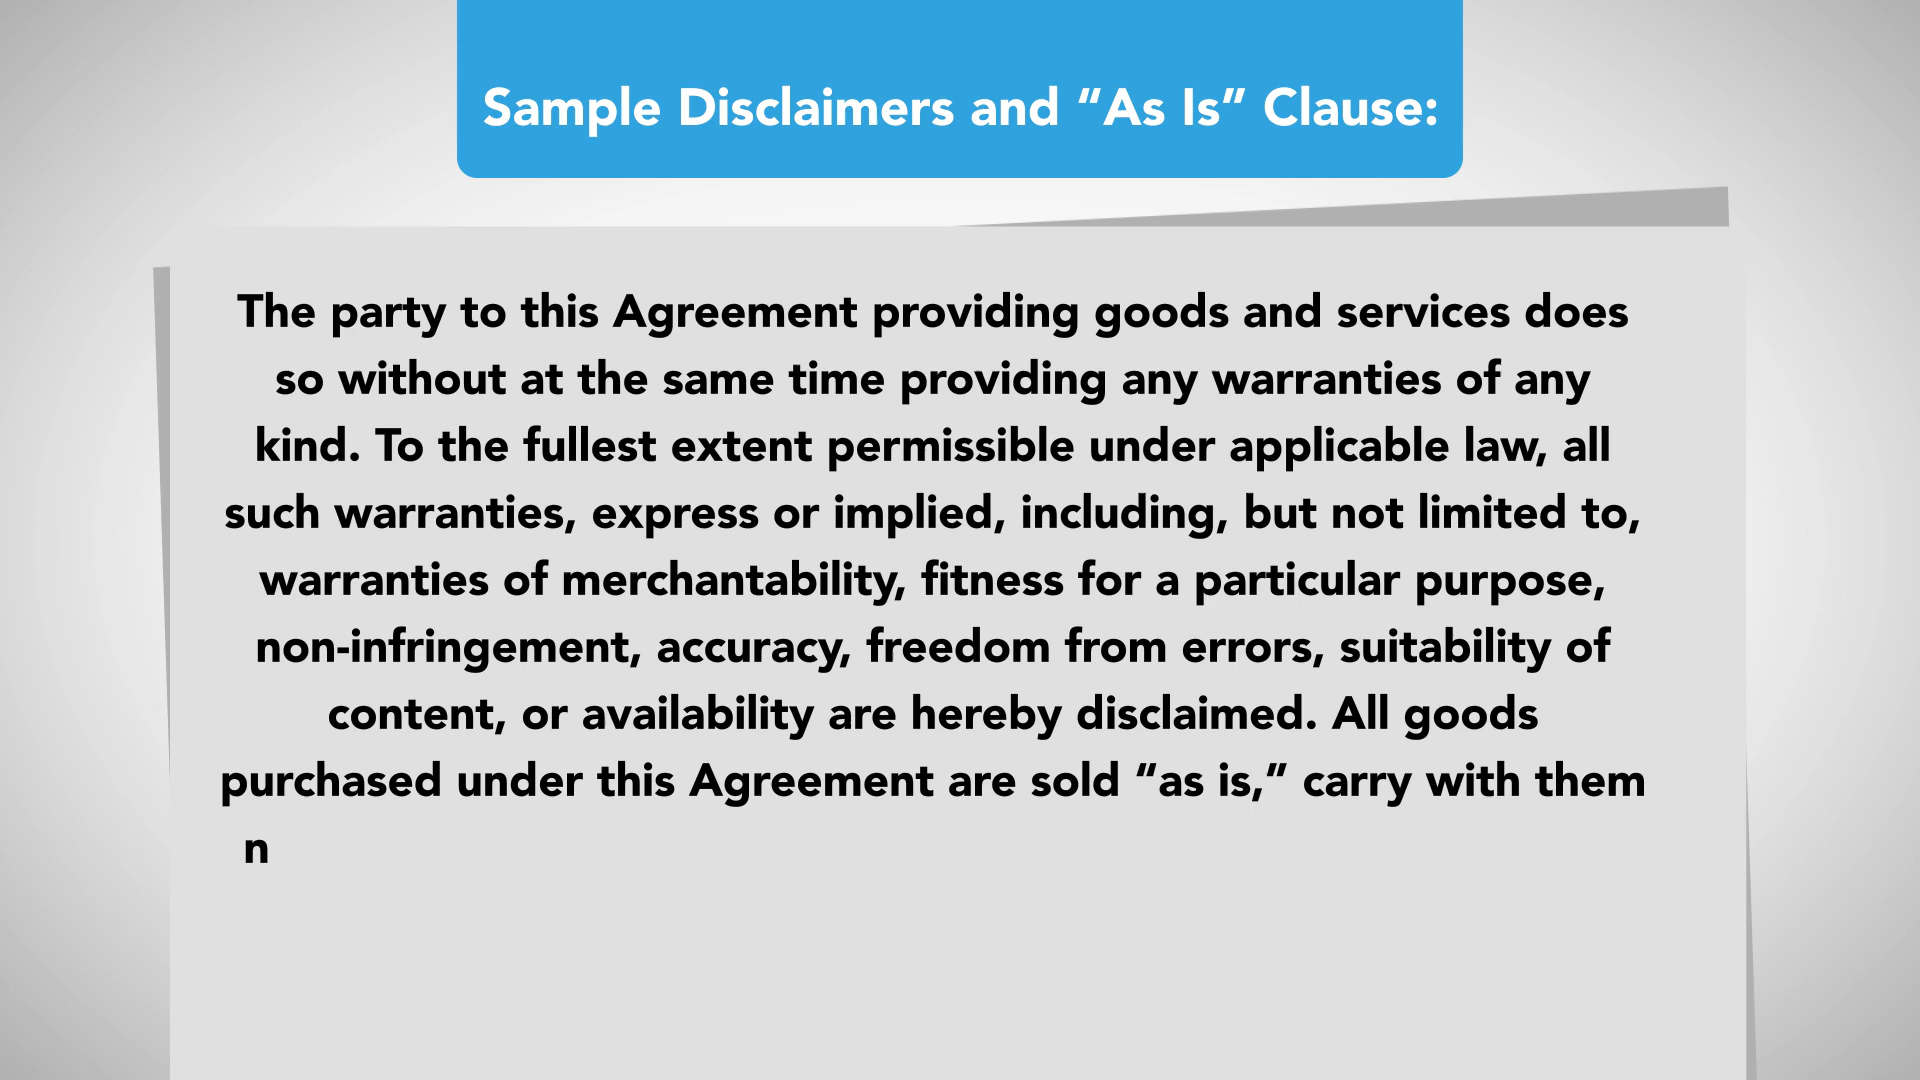 Sample Disclaimers and “As Is” Clause:
The party to this Agreement providing goods and services does
so without at the same time providing any warranties of any
kind. To the fullest extent permissible under applicable law, all
such warranties, express or implied, including, but not limited to,
warranties of merchantability, fitness for a particular purpose,
non-infringement, accuracy, freedom from errors, suitability of
content, or availability are hereby disclaimed. All goods
purchased under this Agreement are sold “as is,” carry with them
n